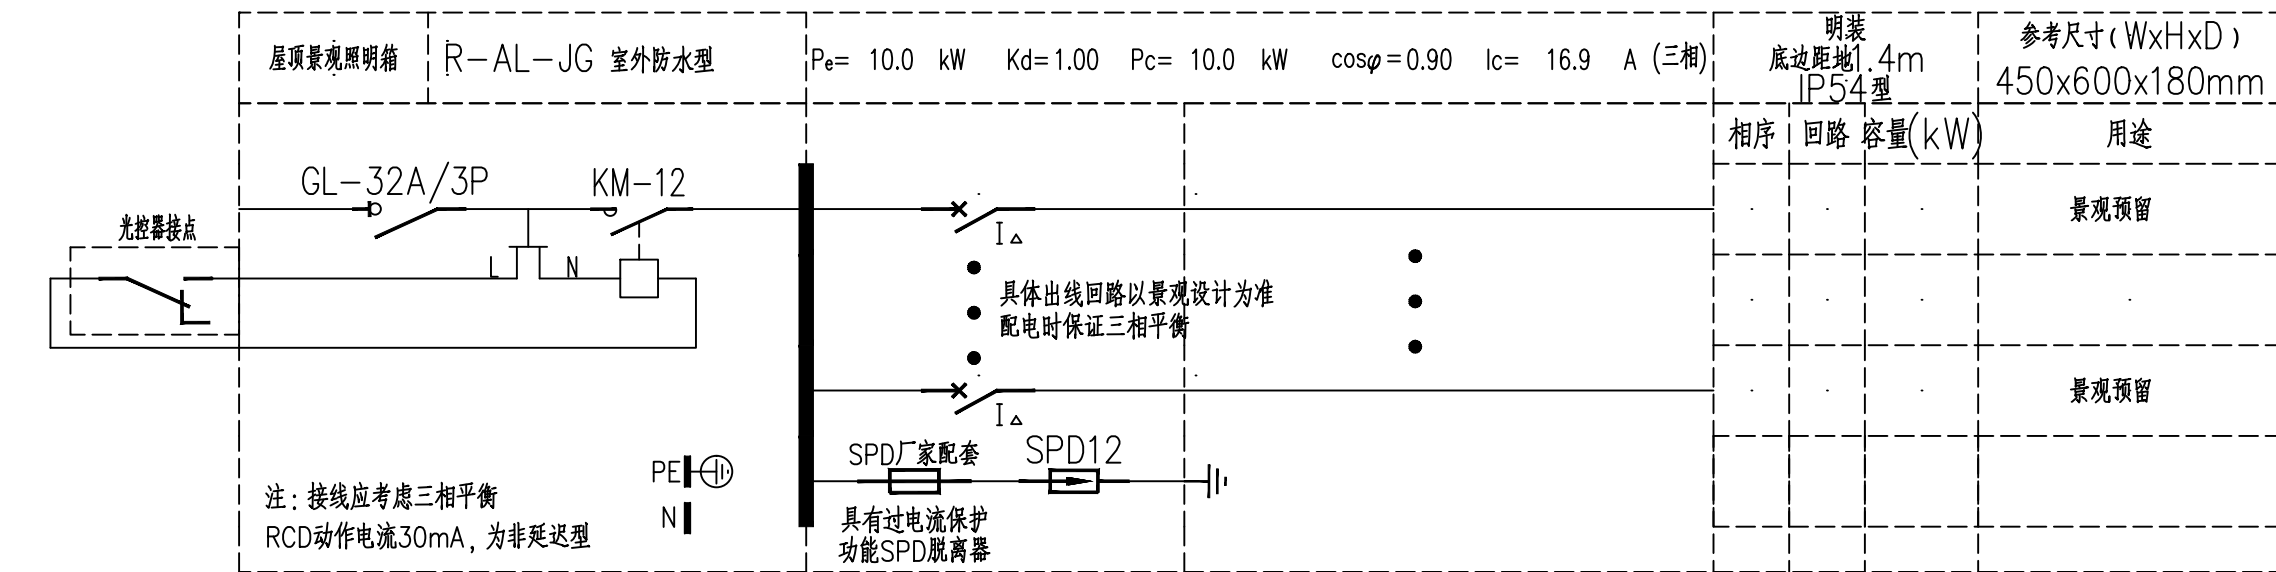 屋顶景观照明箱 R-AL-JG 室外防水型 Pe= 10.0 kW Kd=1.00 Pc= 10.0 kW cosφ=0.90 Ic= 16.9 A (三相)
明装
底边距地1.4m
IP54型
参考尺寸(WxHxD)
450x600x180mm
相序 回路 容量(kW) 用途
GL-32A/3P KM-12
光控器接点
L N
I△
景观预留
具体出线回路以景观设计为准
配电时保证三相平衡
I△
景观预留
SPD厂家配套 SPD12
PE
N
注：接线应考虑三相平衡
RCD动作电流30mA，为非延迟型
具有过电流保护
功能SPD脱离器